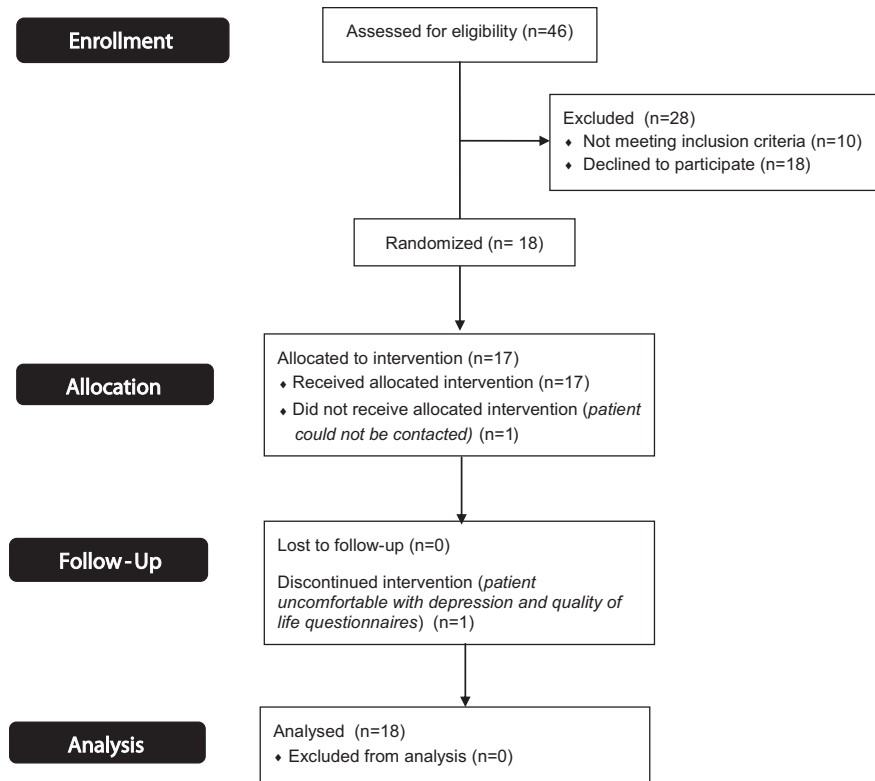 Enrollment
Assessed for eligibility (n=46)
Excluded (n=28)
♦ Not meeting inclusion criteria (n=10)
♦ Declined to participate (n=18)
Randomized (n= 18)
Allocation
Allocated to intervention (n=17)
♦ Received allocated intervention (n=17)
♦ Did not receive allocated intervention (patient
could not be contacted) (n=1)
Follow-Up
Lost to follow-up (n=0)
Discontinued intervention (patient
uncomfortable with depression and quality of
life questionnaires) (n=1)
Analysis
Analysed (n=18)
♦ Excluded from analysis (n=0)